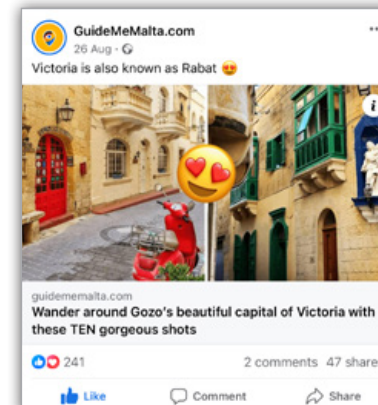 GuideMeMalta.com
26 Aug ·
Victoria is also known as Rabat
guidememalta.com
Wander around Gozo's beautiful capital of Victoria with
these TEN gorgeous shots
241
2 comments 47 share
Like
Comment
Share